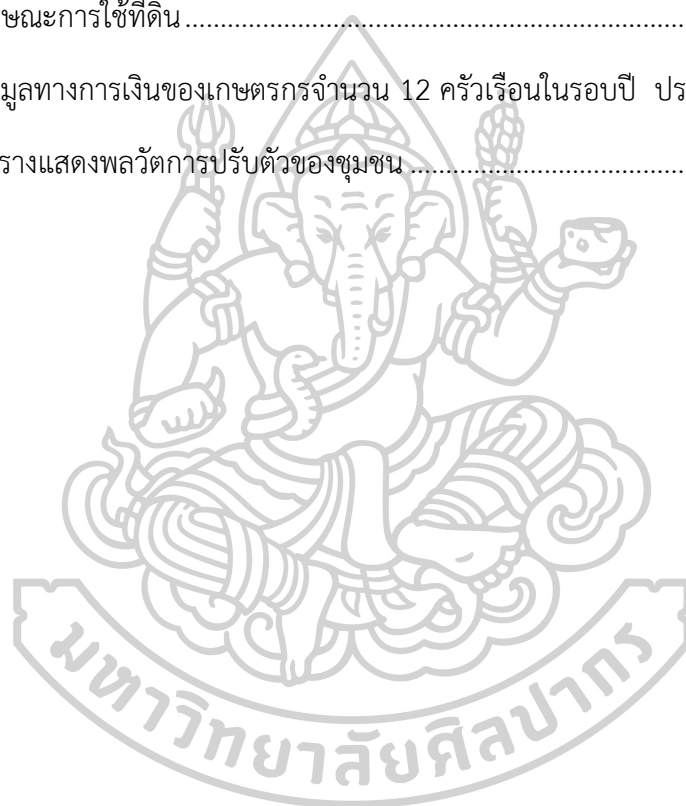 ษณะการใช้ที่ดิน ................................................................................
มูลทางการเงินของเกษตรกรจำนวน 12 ครัวเรือนในรอบปี ปร
รางแสดงพลวัตการปรับตัวของชุมชน ............................................
มหาวิทยาลัยศิลปากร